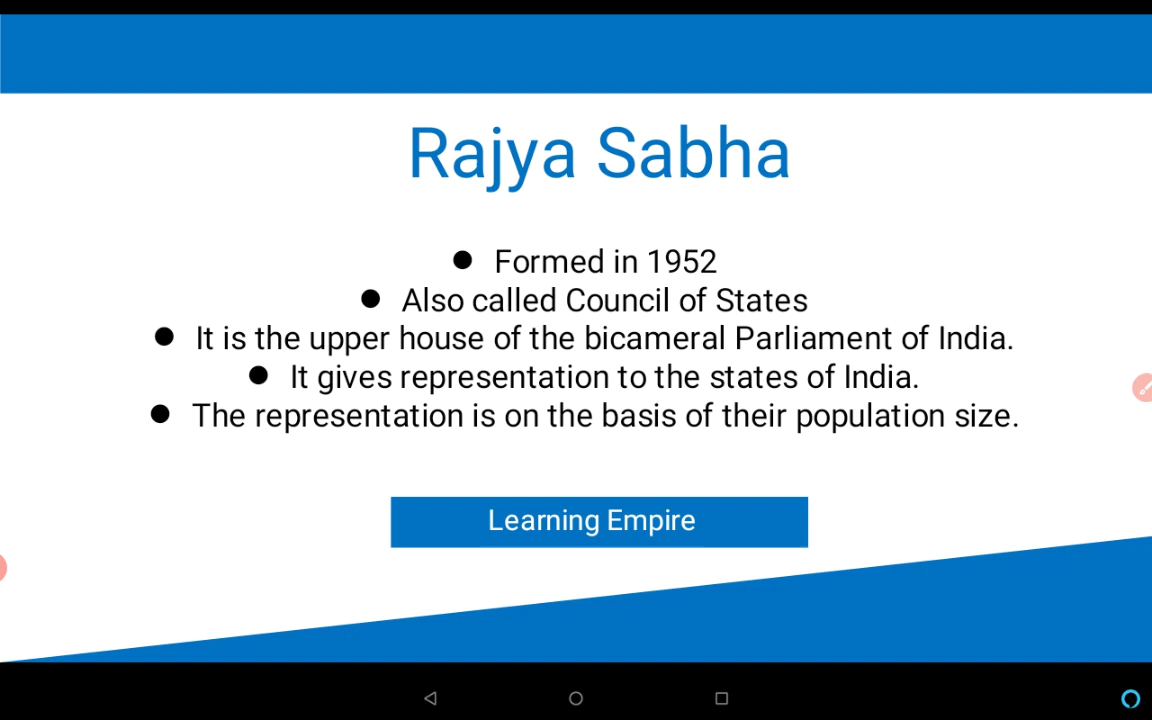 Rajya Sabha
● Formed in 1952
● Also called Council of States
● It is the upper house of the bicameral Parliament of India.
● It gives representation to the states of India.
● The representation is on the basis of their population size.
Learning Empire